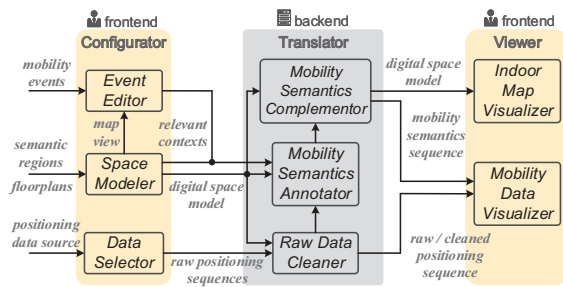 frontend
backend
frontend
Configurator
Translator
Viewer
mobility
events
Event
Editor
map
view
relevant
contexts
semantic
regions
floorplans
Space
Modeler
digital space
model
positioning
data source
Data
Selector
raw positioning
sequences
Mobility
Semantics
Complementor
Mobility
Semantics
Annotator
Raw Data
Cleaner
digital space
model
mobility
semantics
sequence
raw / cleaned
positioning
sequence
Indoor
Map
Visualizer
Mobility
Data
Visualizer